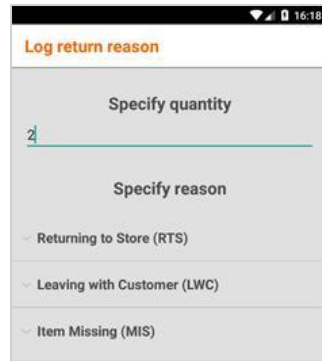 16:18
Log return reason
Specify quantity
2
Specify reason
Returning to Store (RTS)
Leaving with Customer (LWC)
Item Missing (MIS)